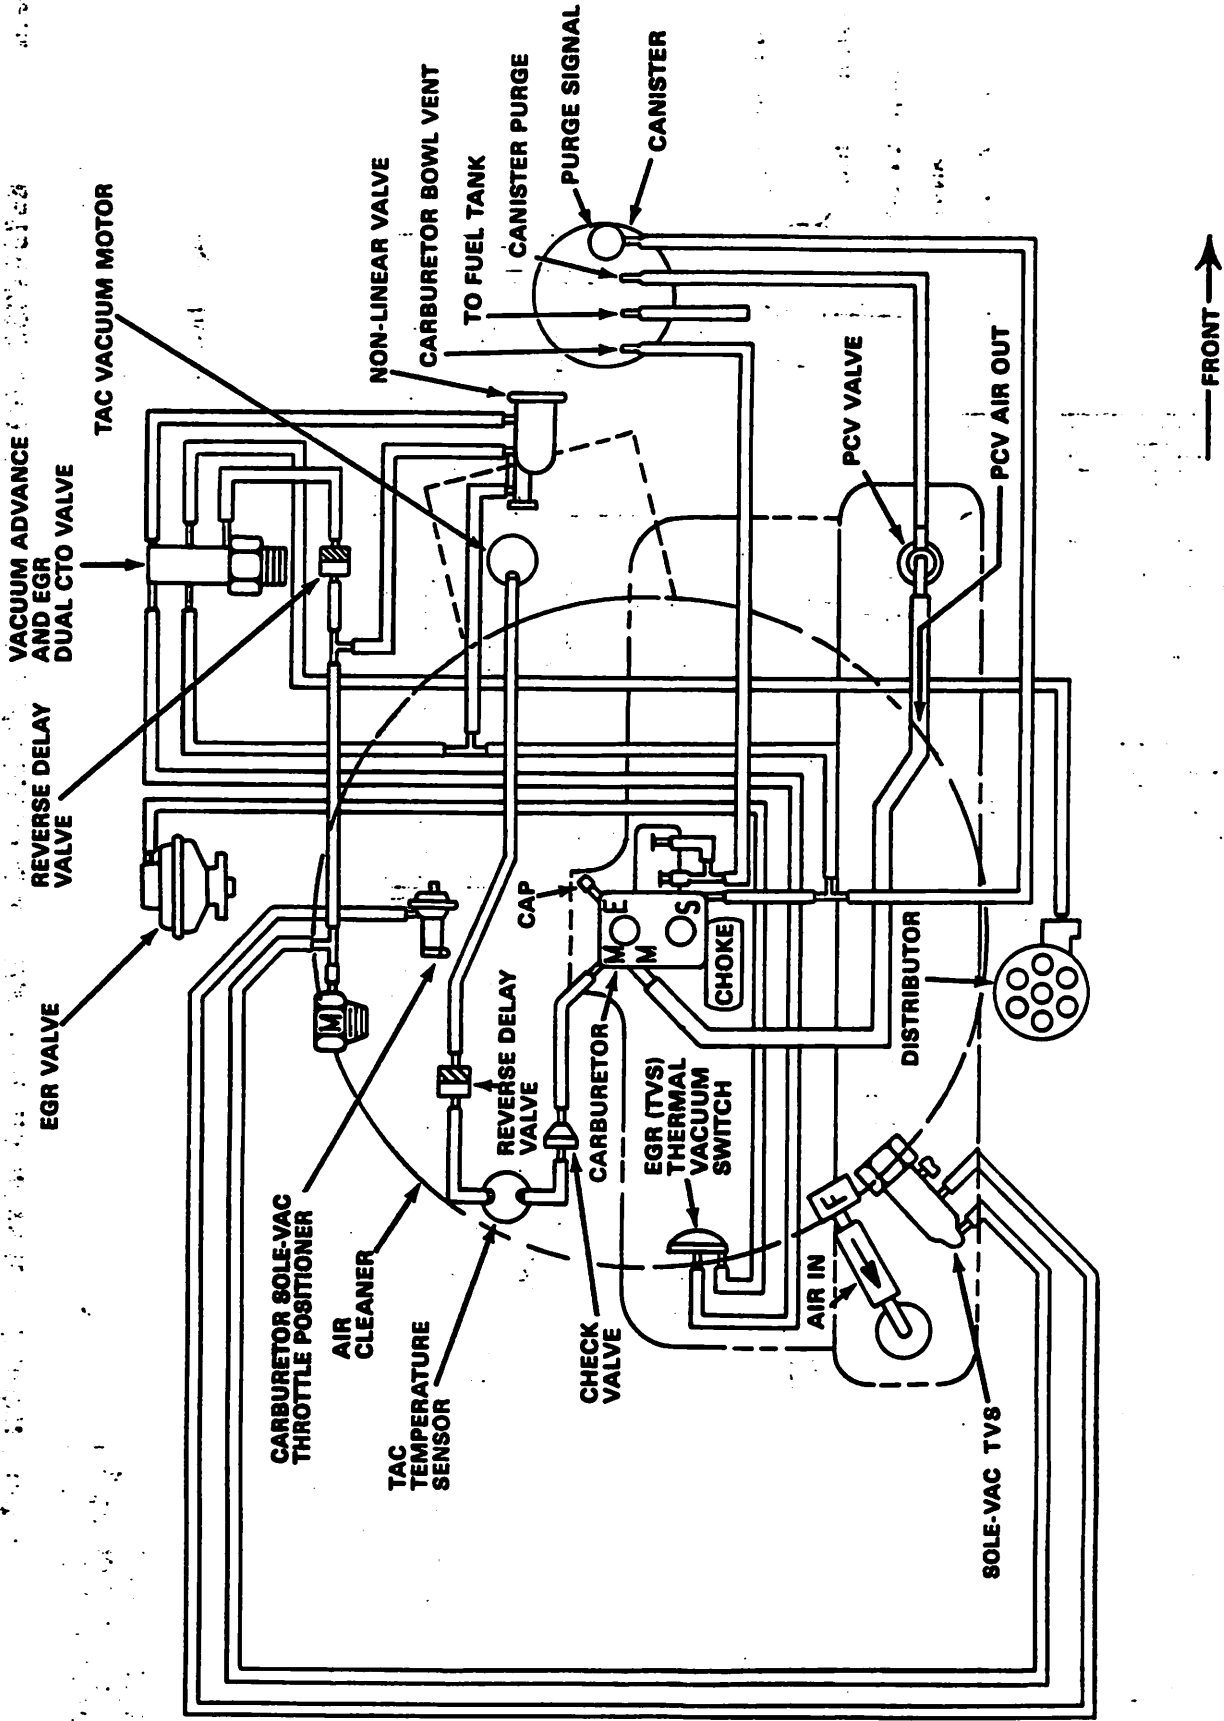 VACUUM ADVANCE
AND EGR
DUAL CTO VALVE
TAC VACUUM MOTOR
REVERSE DELAY
VALVE
EGR VALVE
NON-LINEAR VALVE
CARBURETOR BOWL VENT
TO FUEL TANK
CANISTER PURGE
PURGE SIGNAL
CANISTER
CARBURETOR SOLE-VAC
THROTTLE POSITIONER
AIR
CLEANER
TAC
TEMPERATURE
SENSOR
REVERSE DELAY
VALVE
CAP
CHECK
VALVE
CARBURETOR
EGR (TVS)
THERMAL
VACUUM
SWITCH
M
E
S
M
M
CHOKE
PCV VALVE
PCV AIR OUT
DISTRIBUTOR
AIR IN
F
SOLE-VAC TVS
FRONT